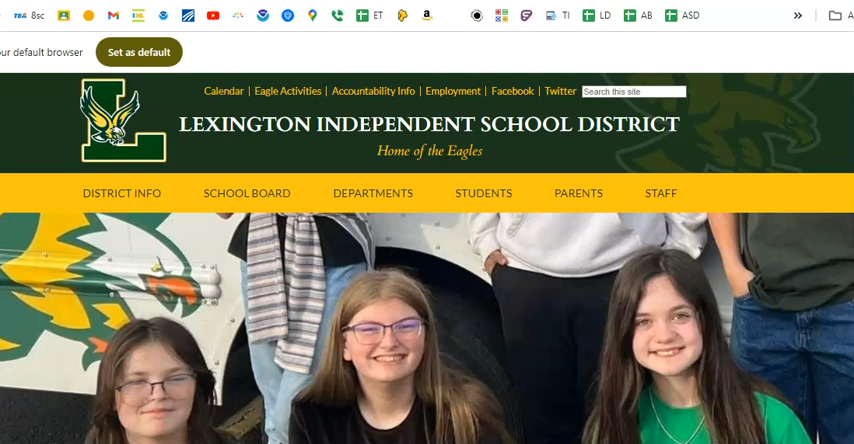 TEA 8sc ET TI LD AB ASD
our default browser Set as default
Calendar | Eagle Activities | Accountability Info | Employment | Facebook | Twitter Search this site
LEXINGTON INDEPENDENT SCHOOL DISTRICT
Home of the Eagles
DISTRICT INFO SCHOOL BOARD DEPARTMENTS STUDENTS PARENTS STAFF